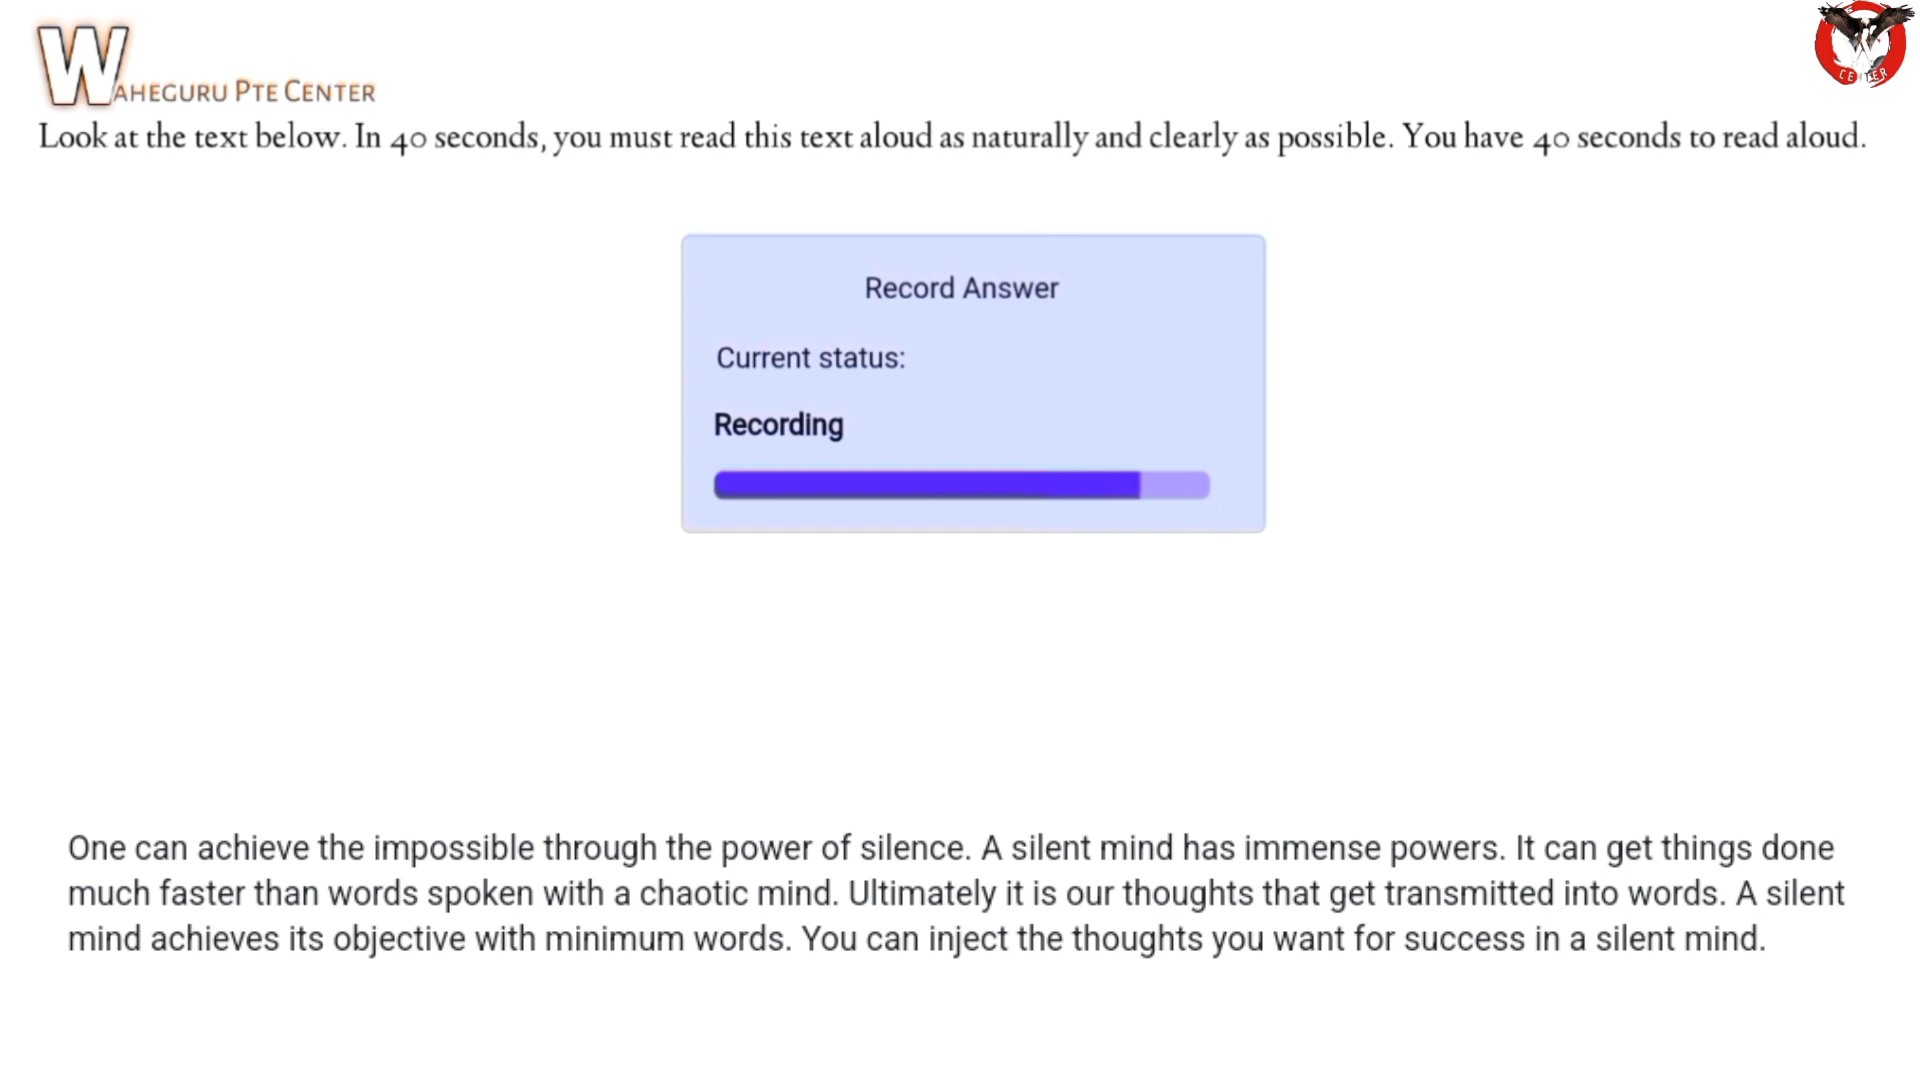 WAHEGURU PTE CENTER
CENTER
Look at the text below. In 40 seconds, you must read this text aloud as naturally and clearly as possible. You have 40 seconds to read aloud.
Record Answer
Current status:
Recording
One can achieve the impossible through the power of silence. A silent mind has immense powers. It can get things done
much faster than words spoken with a chaotic mind. Ultimately it is our thoughts that get transmitted into words. A silent
mind achieves its objective with minimum words. You can inject the thoughts you want for success in a silent mind.